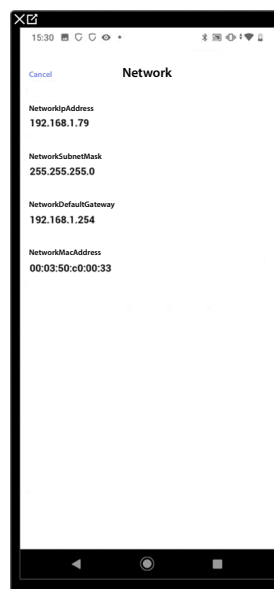 15:30
Cancel
Network
NetworkIpAddress
192.168.1.79
NetworkSubnetMask
255.255.255.0
NetworkDefaultGateway
192.168.1.254
NetworkMacAddress
00:03:50:c0:00:33